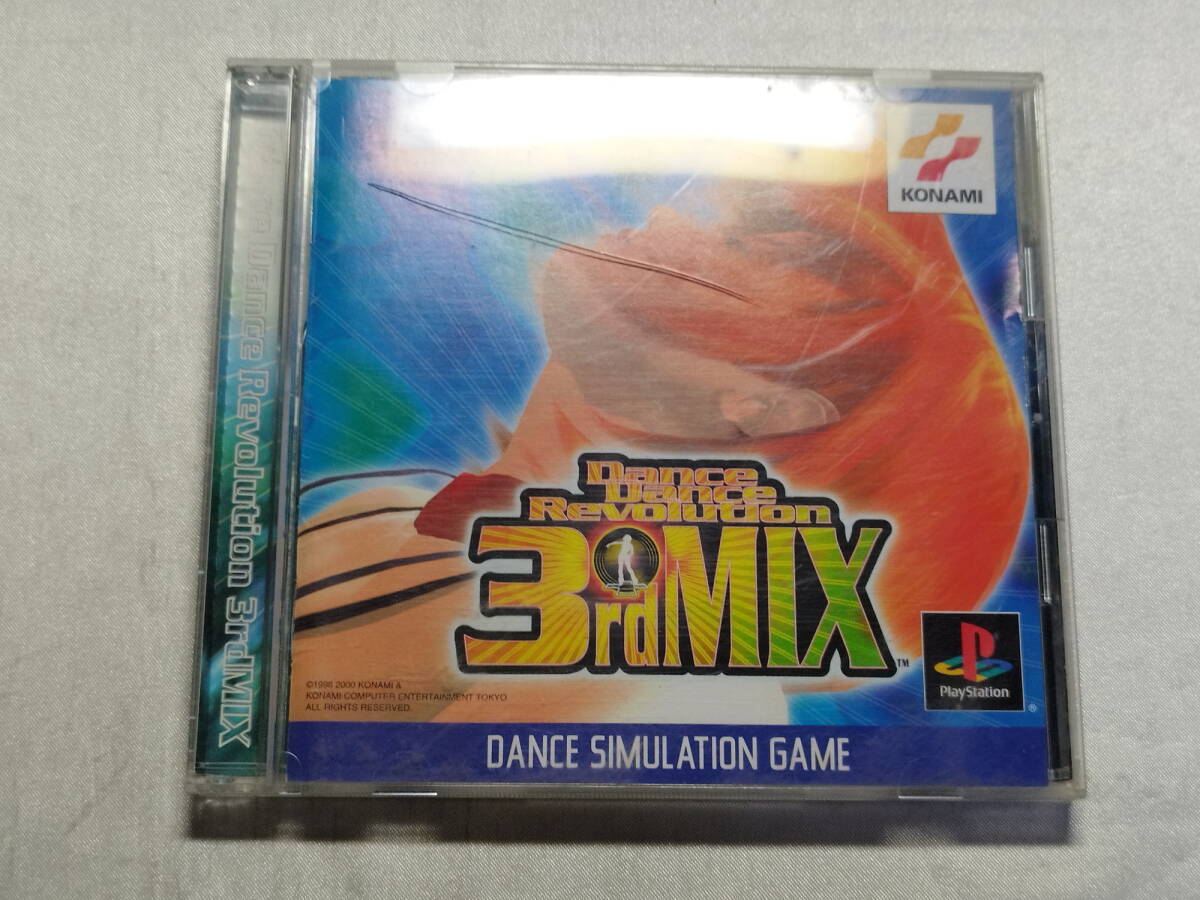 KONAMI
Dance
Dance
Revolution
3rdMIX
TM
PlayStation
®
©1998 2000 KONAMI &
KONAMI COMPUTER ENTERTAINMENT TOKYO
ALL RIGHTS RESERVED.
DANCE SIMULATION GAME
Dance Revolution 3rdMIX